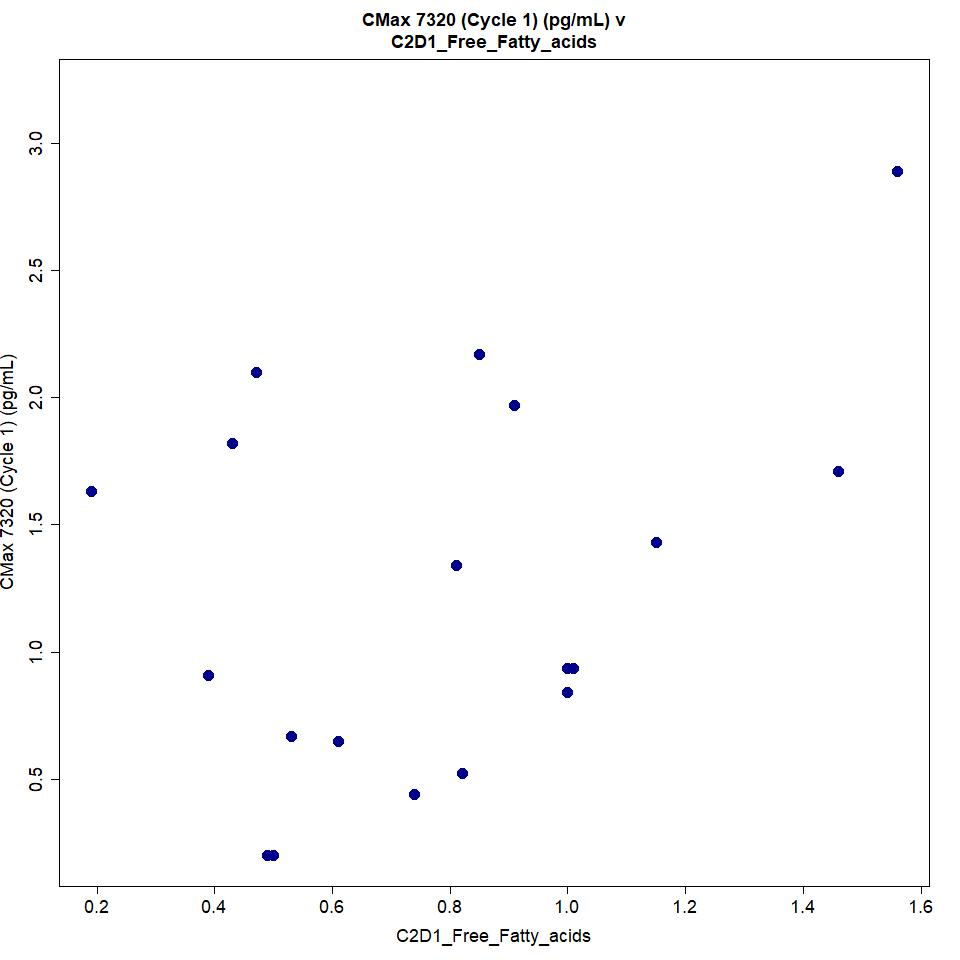 CMax 7320 (Cycle 1) (pg/mL) v
C2D1_Free_Fatty_acids
CMax 7320 (Cycle 1) (pg/mL)
3.0
2.5
2.0
1.5
1.0
0.5
0.2 0.4 0.6 0.8 1.0 1.2 1.4 1.6
C2D1_Free_Fatty_acids